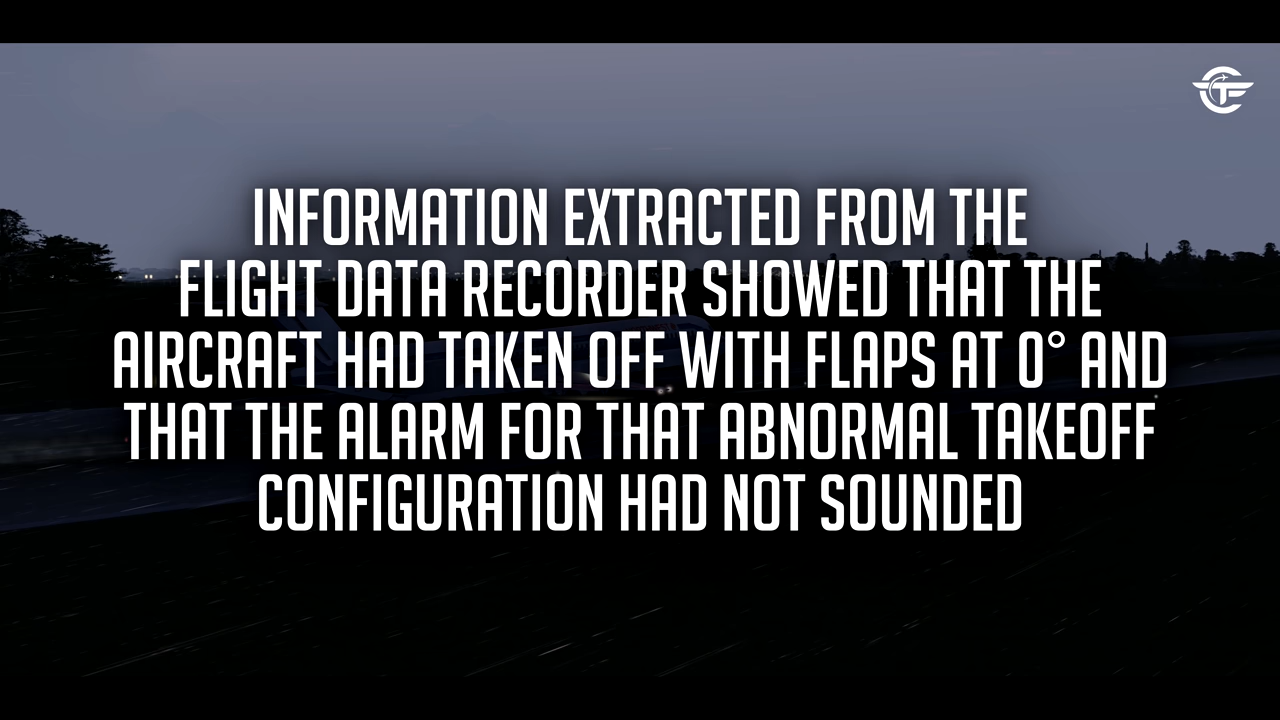 INFORMATION EXTRACTED FROM THE
FLIGHT DATA RECORDER SHOWED THAT THE
AIRCRAFT HAD TAKEN OFF WITH FLAPS AT 0° AND
THAT THE ALARM FOR THAT ABNORMAL TAKEOFF
CONFIGURATION HAD NOT SOUNDED